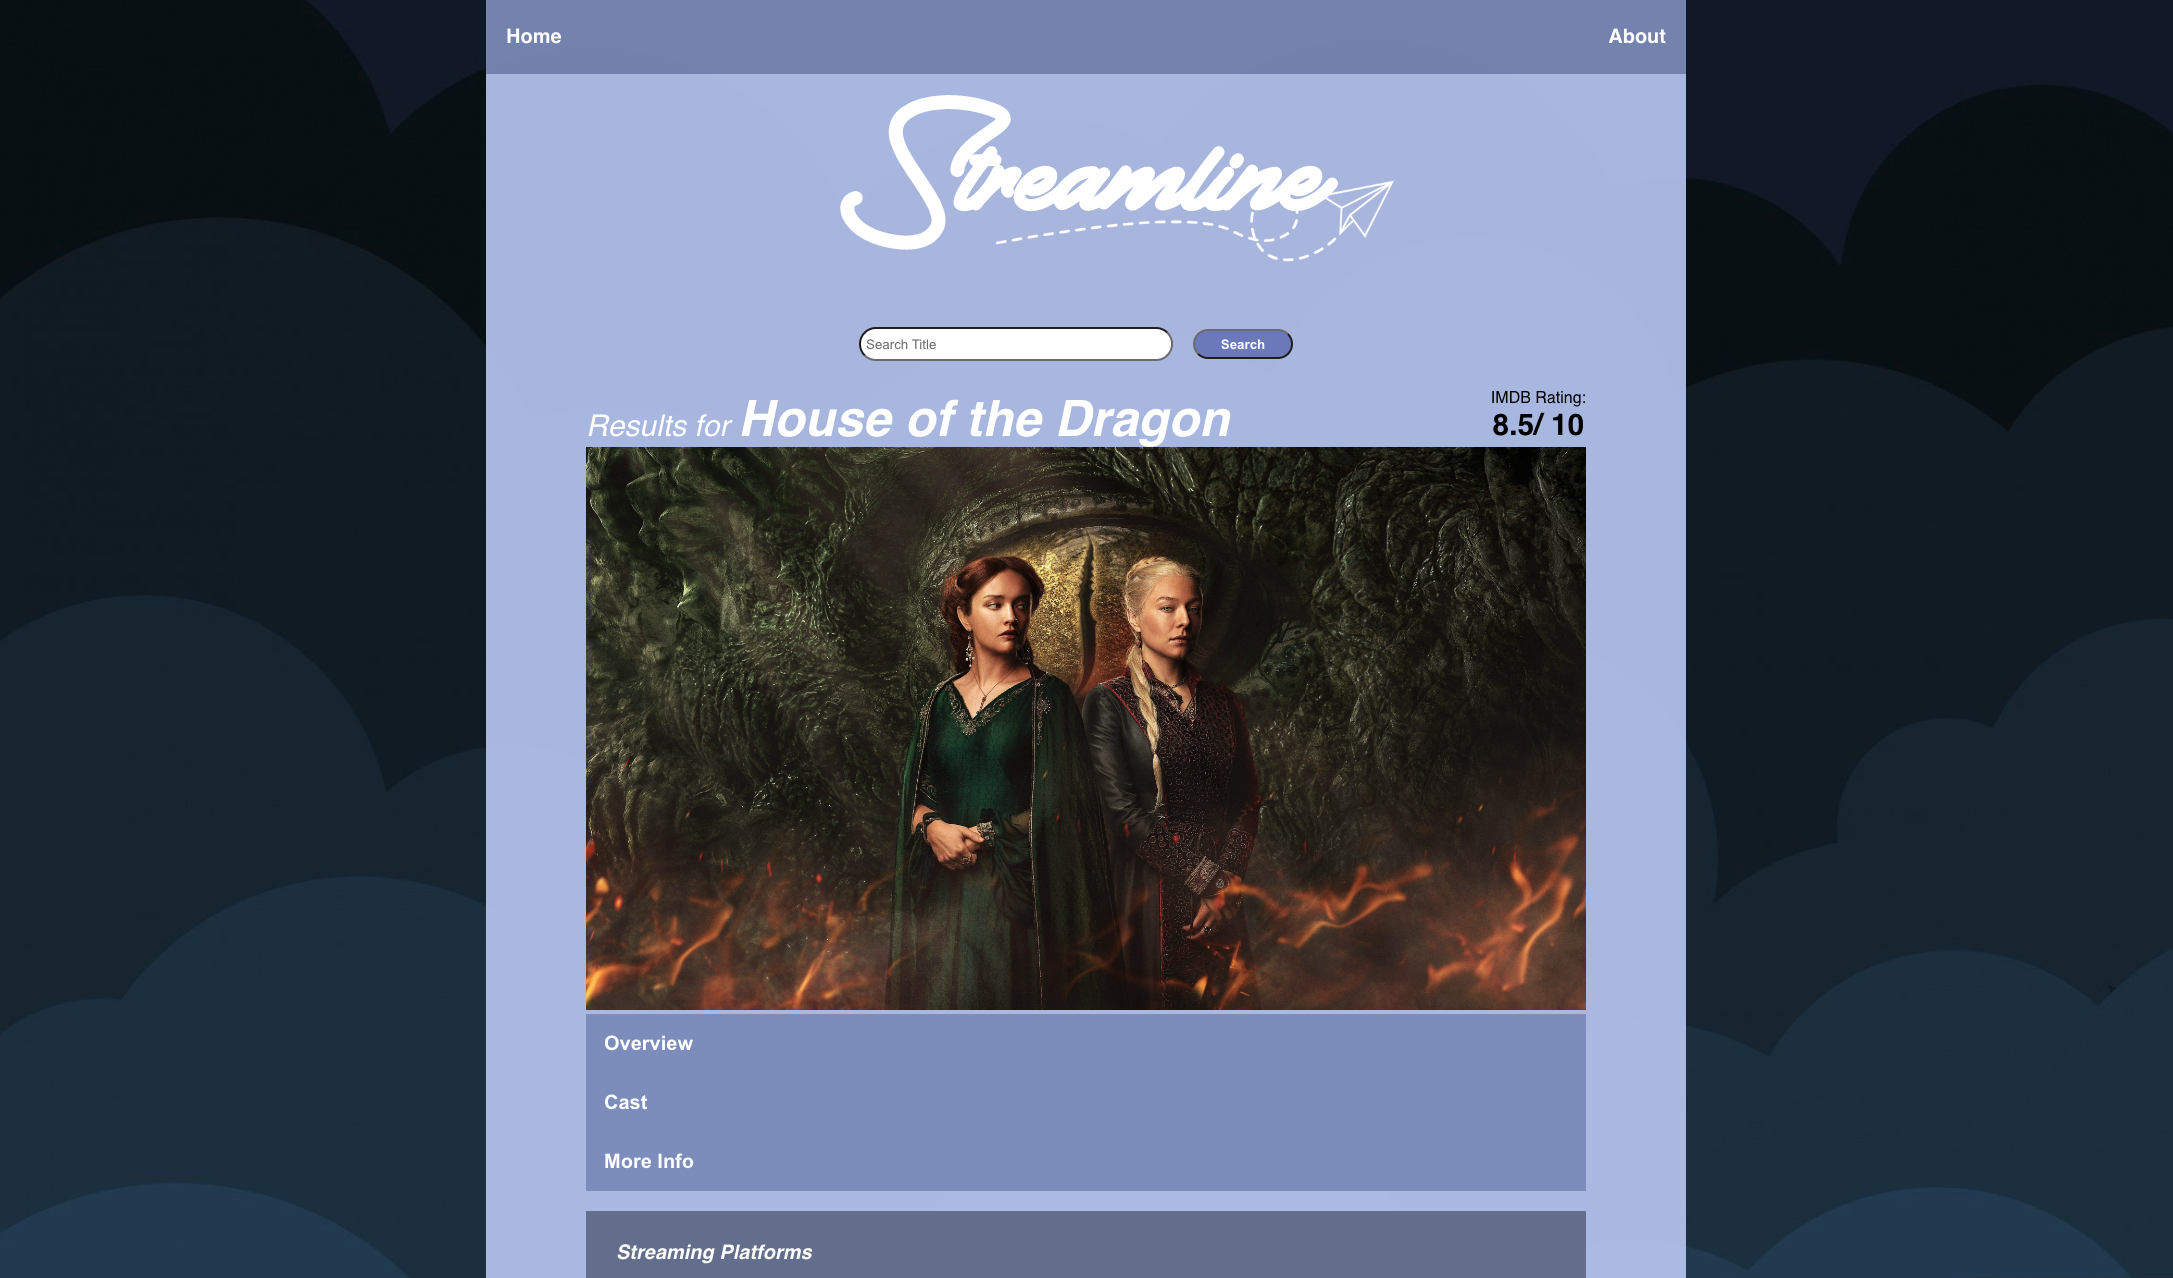 Home
About
Streamline
Search Title
Search
Results for House of the Dragon
IMDB Rating:
8.5/ 10
Overview
Cast
More Info
Streaming Platforms